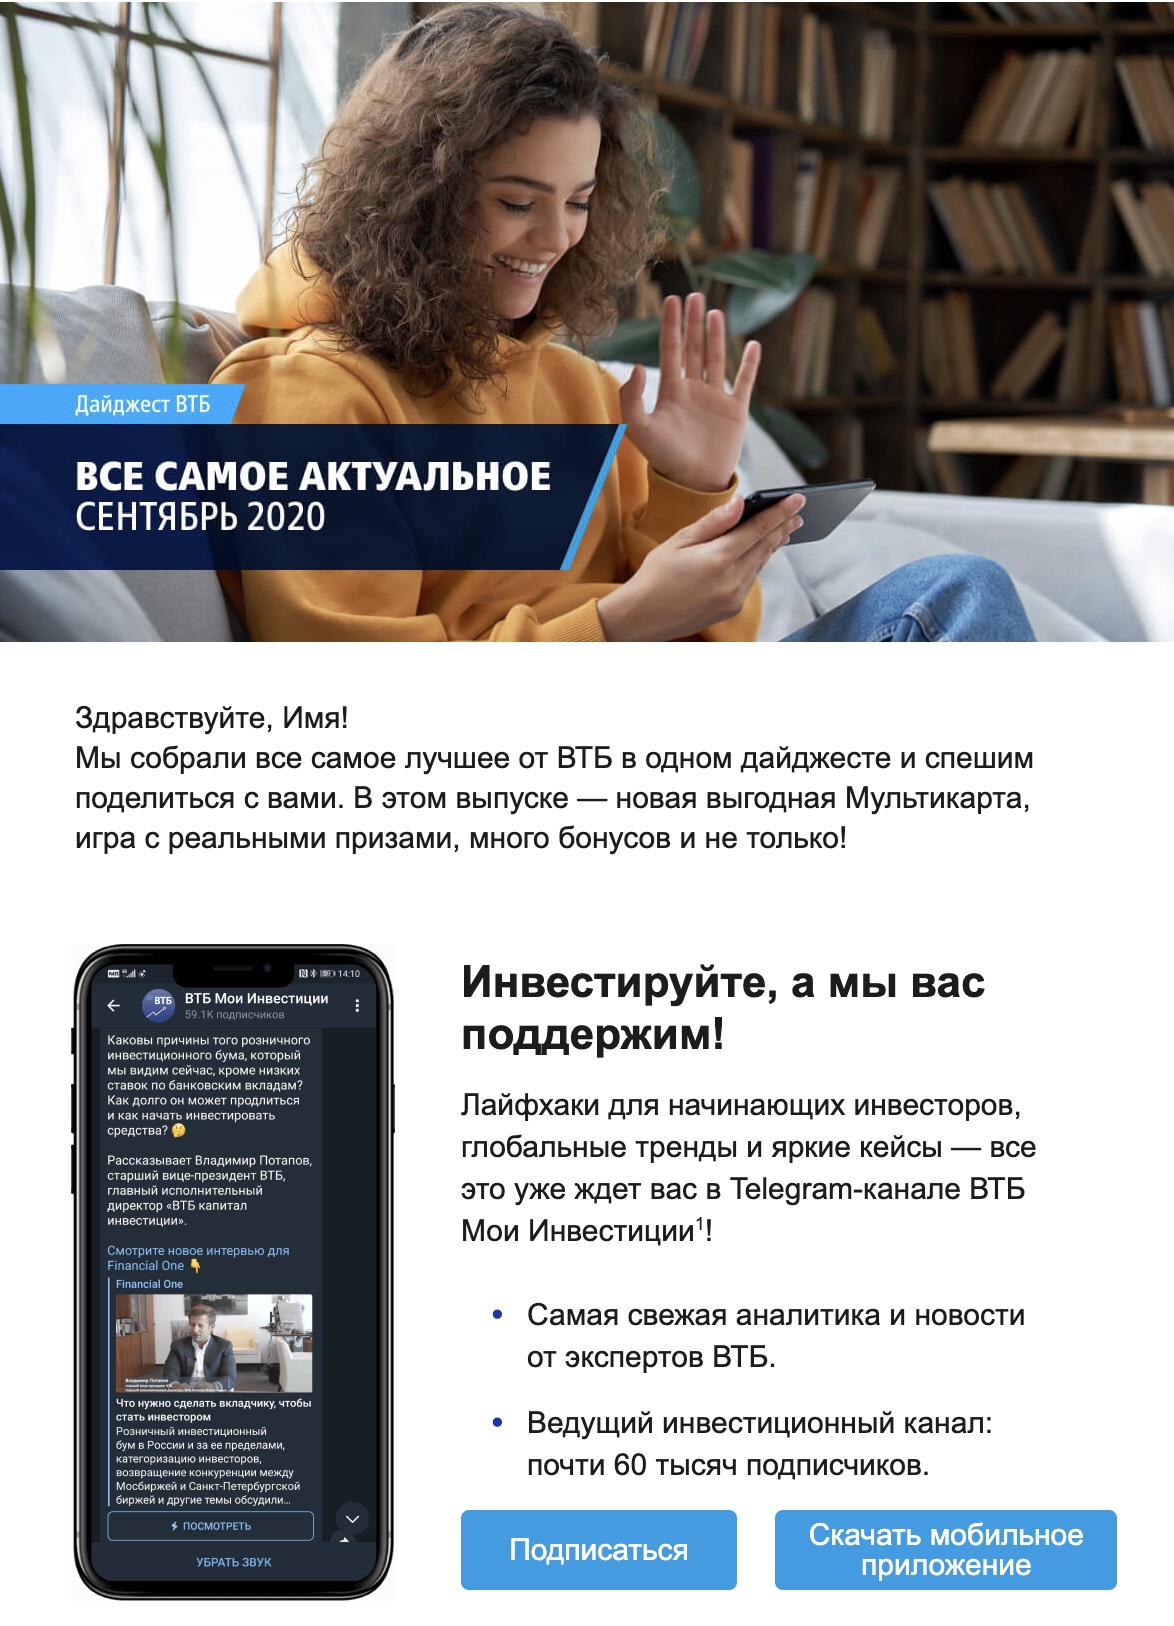 Дайджест ВТБ
ВСЕ САМОЕ АКТУАЛЬНОЕ
СЕНТЯБРЬ 2020
Здравствуйте, Имя!
Мы собрали все самое лучшее от ВТБ в одном дайджесте и спешим
поделиться с вами. В этом выпуске — новая выгодная Мультикарта,
игра с реальными призами, много бонусов и не только!
14:10
ВТБ
ВТБ Мои Инвестиции
59.1K подписчиков
Каковы причины того розничного
инвестиционного бума, который
мы видим сейчас, кроме низких
ставок по банковским вкладам?
Как долго он может продлиться
и как начать инвестировать
средства? 🤔
Рассказывает Владимир Потапов,
старший вице-президент ВТБ,
главный исполнительный
директор «ВТБ капитал
инвестиции».
Смотрите новое интервью для
Financial One 👇
Financial One
Владимир Потапов
Что нужно сделать вкладчику, чтобы
стать инвестором
Розничный инвестиционный
бум в России и за ее пределами,
категоризацию инвесторов,
возвращение конкуренции между
Мосбиржей и Санкт-Петербургской
биржей и другие темы обсудили...
ПОСМОТРЕТЬ
УБРАТЬ ЗВУК
Инвестируйте, а мы вас
поддержим!
Лайфхаки для начинающих инвесторов,
глобальные тренды и яркие кейсы — все
это уже ждет вас в Telegram-канале ВТБ
Мои Инвестиции¹!
• Самая свежая аналитика и новости
от экспертов ВТБ.
• Ведущий инвестиционный канал:
почти 60 тысяч подписчиков.
Подписаться
Скачать мобильное
приложение